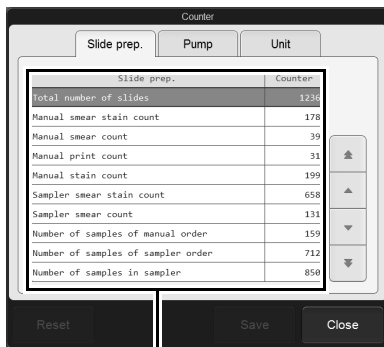 Counter
Slide prep. Pump Unit
Slide prep. Counter
Total number of slides 1236
Manual smear stain count 178
Manual smear count 39
Manual print count 31
Manual stain count 199
Sampler smear stain count 658
Sampler smear count 131
Number of samples of manual order 159
Number of samples of sampler order 712
Number of samples in sampler 850
Reset Save Close